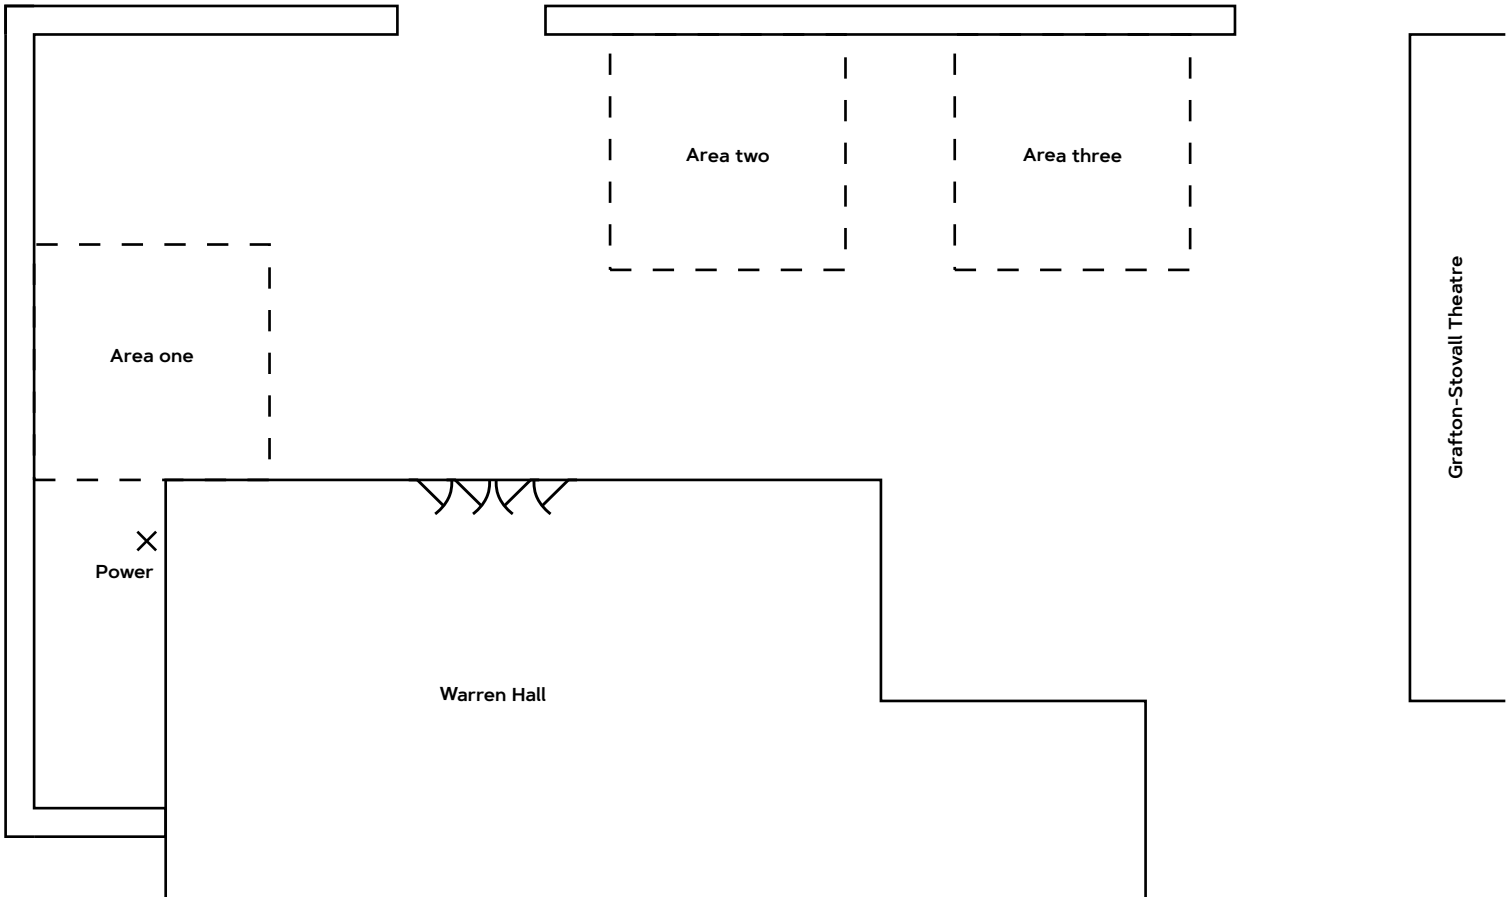 Area two
Area three
Area one
Grafton-Stovall Theatre
Power
Warren Hall